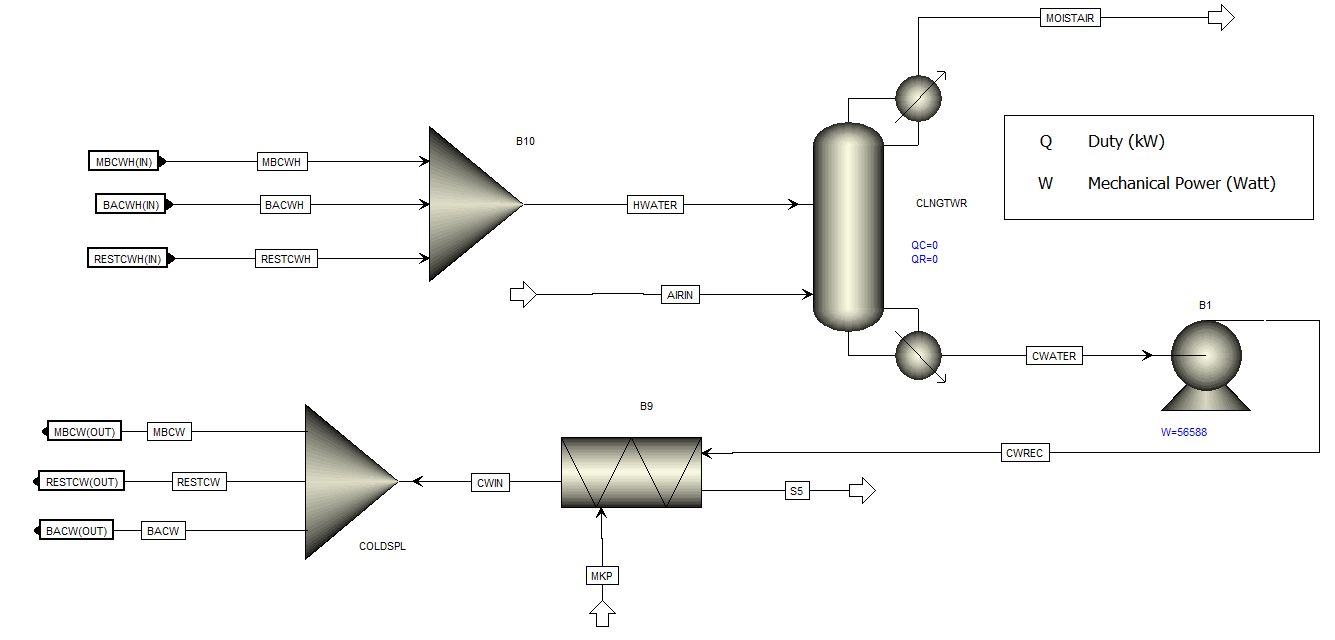 MOISTAIR
Q Duty (kW)
W Mechanical Power (Watt)
B10
MBCWH(IN) MBCWH
BACWH(IN) BACWH HWATER CLNGTWR
QC=0
QR=0
RESTCWH(IN) RESTCWH
AIRIN
B1
CWATER
W=56588
B9
MBCW(OUT) MBCW
CWREC
RESTCW(OUT) RESTCW CWIN S5
BACW(OUT) BACW
COLDSPL
MKP